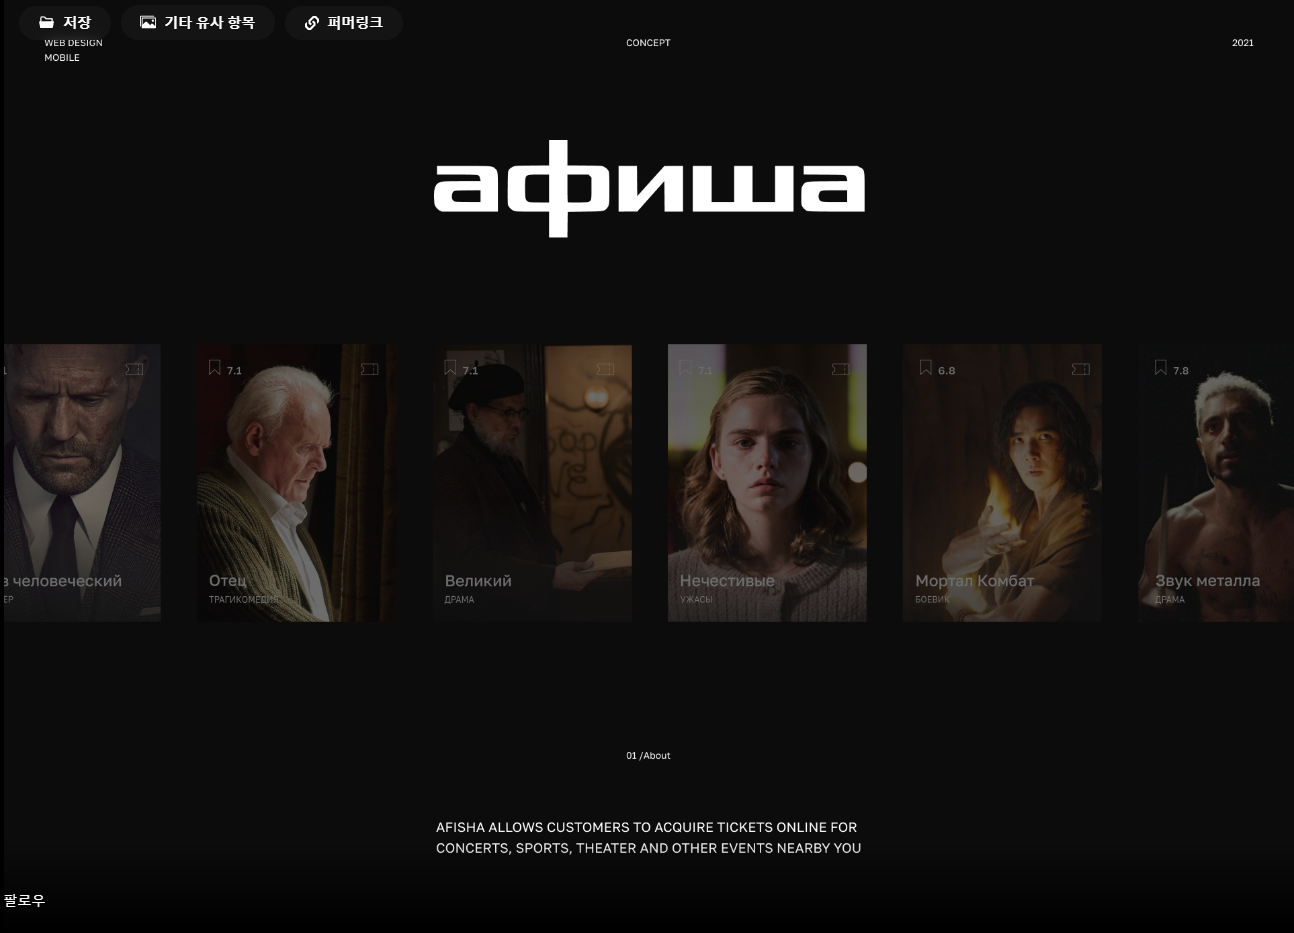 저장
기타 유사 항목
퍼머링크
WEB DESIGN
MOBILE
CONCEPT
2021
афиша
7.1
7.1
7.1
6.8
7.8
человеческий
Отец
ТРАГИКОМЕДИЯ
Великий
ДРАМА
Нечестивые
УЖАСЫ
Мортал Комбат
БОЕВИК
Звук металла
ДРАМА
01 /About
AFISHA ALLOWS CUSTOMERS TO ACQUIRE TICKETS ONLINE FOR
CONCERTS, SPORTS, THEATER AND OTHER EVENTS NEARBY YOU
팔로우